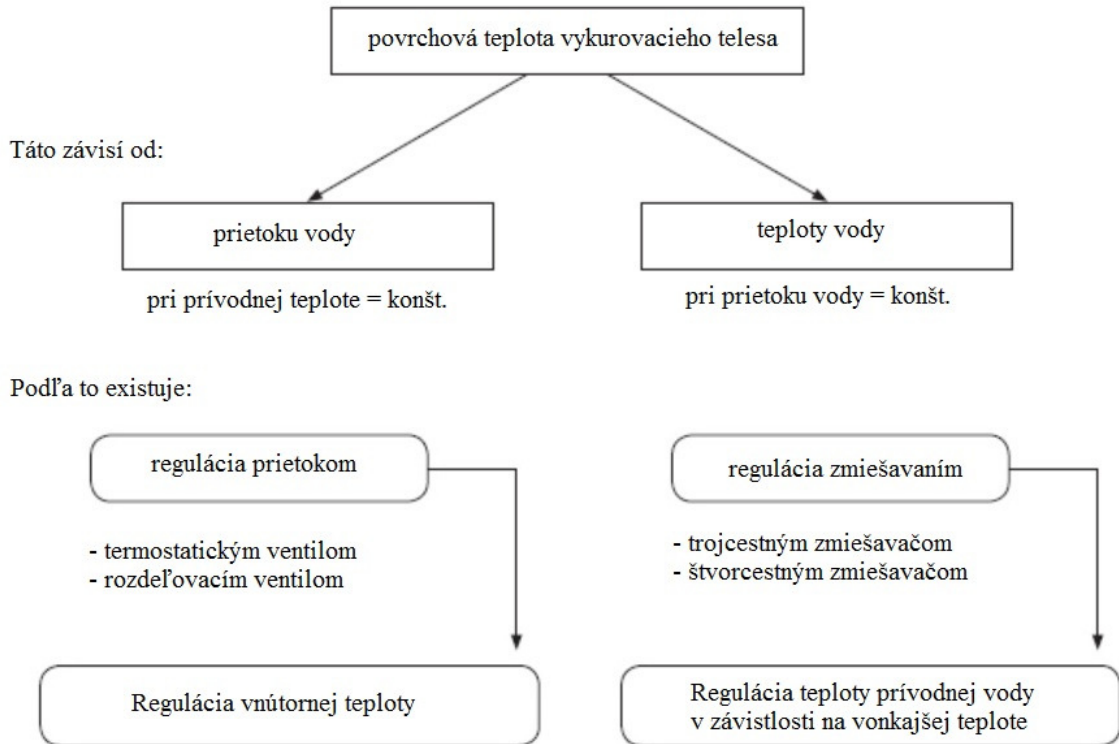 povrchová teplota vykurovacieho telesa
Táto závisí od:
prietoku vody
teploty vody
pri prívodnej teplote = konšt.
pri prietoku vody = konšt.
Podľa to existuje:
regulácia prietokom
regulácia zmiešavaním
- termostatickým ventilom
- rozdeľovacím ventilom
- trojcestným zmiešavačom
- štvorcestným zmiešavačom
Regulácia vnútornej teploty
Regulácia teploty prívodnej vody
v závistlosti na vonkajšej teplote